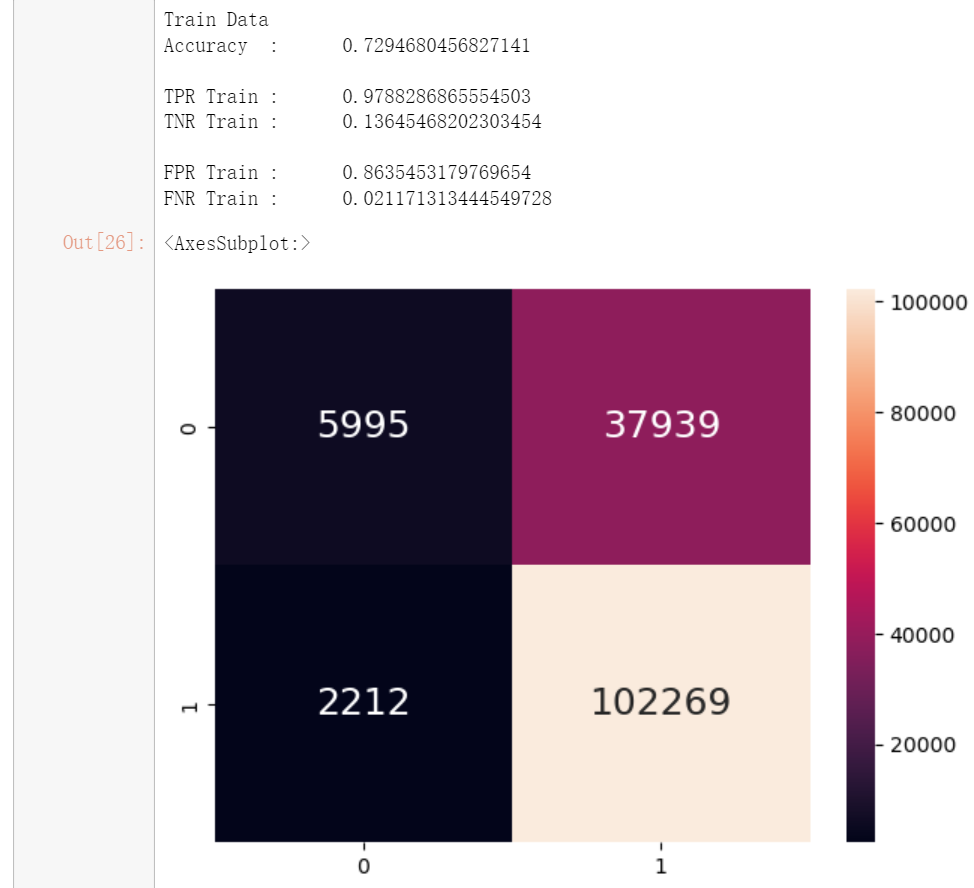 Train Data
Accuracy  :      0.7294680456827141
TPR Train :      0.9788286865554503
TNR Train :      0.13645468202303454
FPR Train :      0.8635453179769654
FNR Train :      0.021171313444549728
Out[26]: <AxesSubplot:>
100000
80000
60000
40000
20000
0
5995
37939
1
2212
102269
0
1